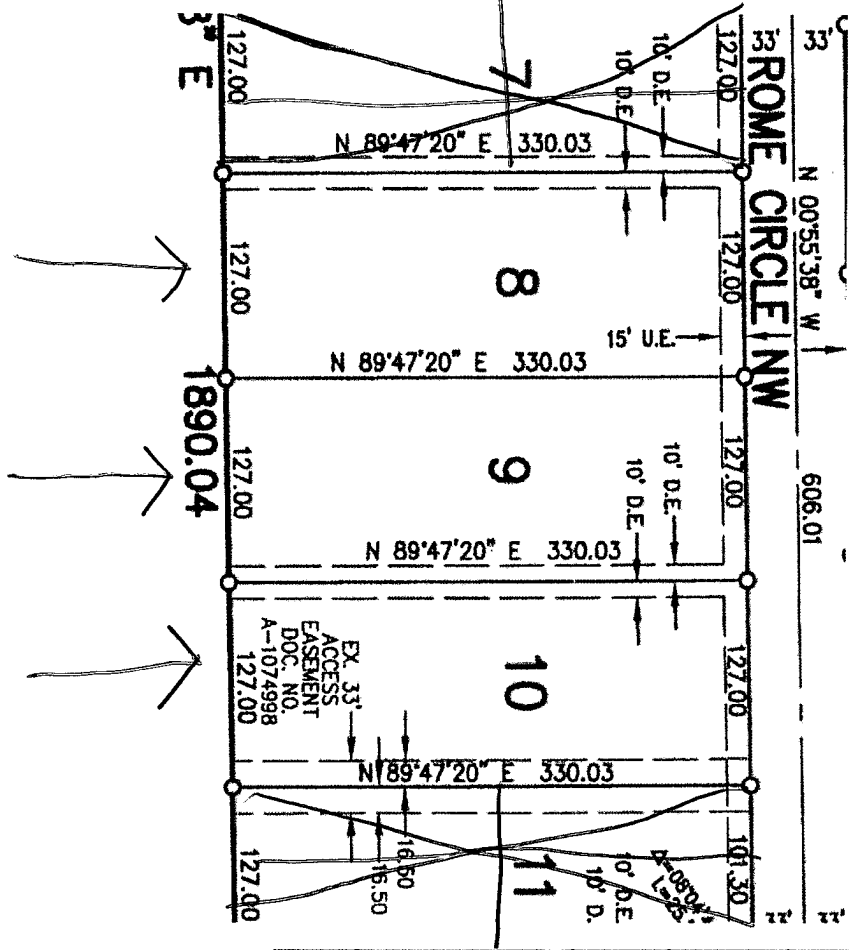 3" E
127.00
7
10' D.E
10' D.E
127.00
33'
33'
ROME CIRCLE NW
N 89°47'20" E 330.03
N 00°55'38" W
127.00
8
127.00
15' U.E.
N 89°47'20" E 330.03
1890.04
127.00
9
10' D.E
10' D.E.
127.00
606.01
N 89°47'20" E 330.03
EX. 33'
ACCESS
EASEMENT
DOC. NO.
A-1074998
127.00
10
127.00
N 89°47'20" E 330.03
16.50
16.50
127.00
11
10' D.E
10' D.
101.30